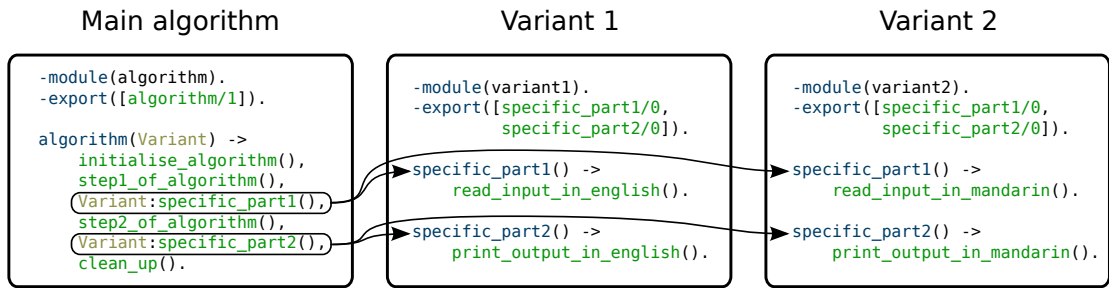 Main algorithm
-module(algorithm).
-export([algorithm/1]).
algorithm(Variant) ->
initialise_algorithm(),
step1_of_algorithm(),
Variant:specific_part1(),
step2_of_algorithm(),
Variant:specific_part2(),
clean_up().
Variant 1
-module(variant1).
-export([specific_part1/0,
specific_part2/0]).
specific_part1() ->
read_input_in_english().
specific_part2() ->
print_output_in_english().
Variant 2
-module(variant2).
-export([specific_part1/0,
specific_part2/0]).
specific_part1() ->
read_input_in_mandarin().
specific_part2() ->
print_output_in_mandarin().